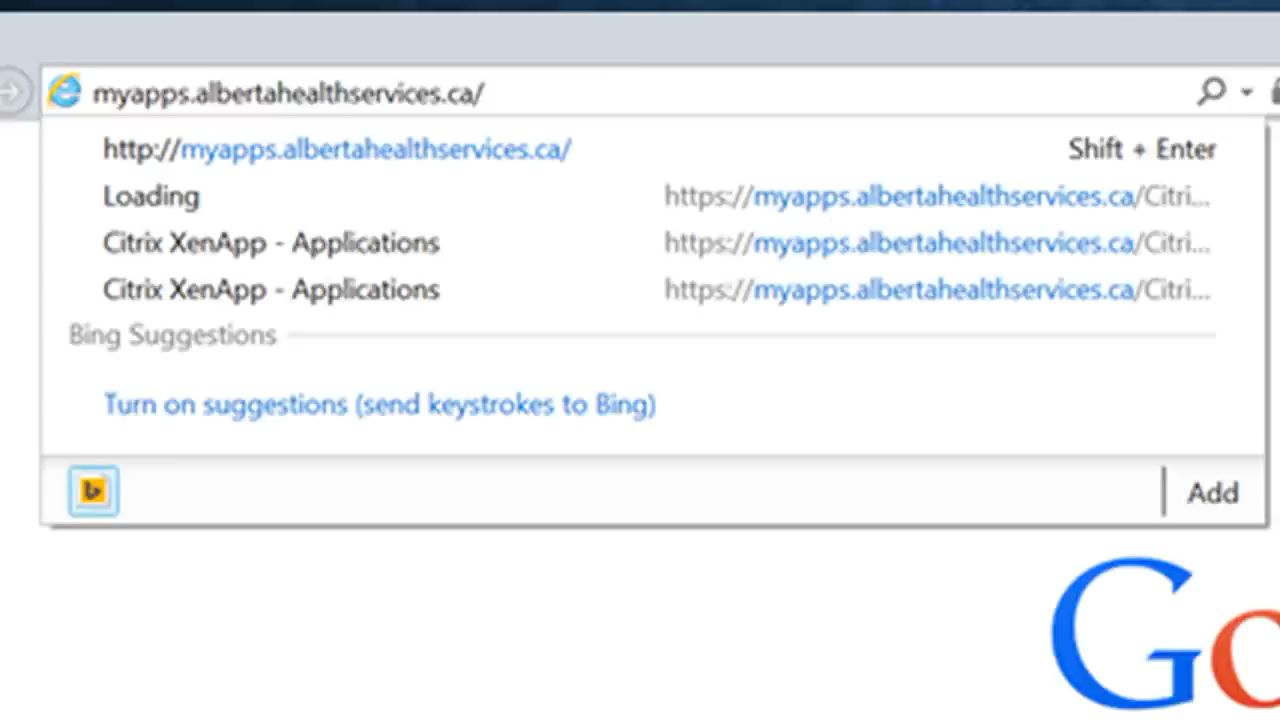 myapps.albertahealthservices.ca/
http://myapps.albertahealthservices.ca/ Shift + Enter
Loading https://myapps.albertahealthservices.ca/Citri...
Citrix XenApp - Applications https://myapps.albertahealthservices.ca/Citri...
Citrix XenApp - Applications https://myapps.albertahealthservices.ca/Citri...
Bing Suggestions
Turn on suggestions (send keystrokes to Bing)
Add
Go